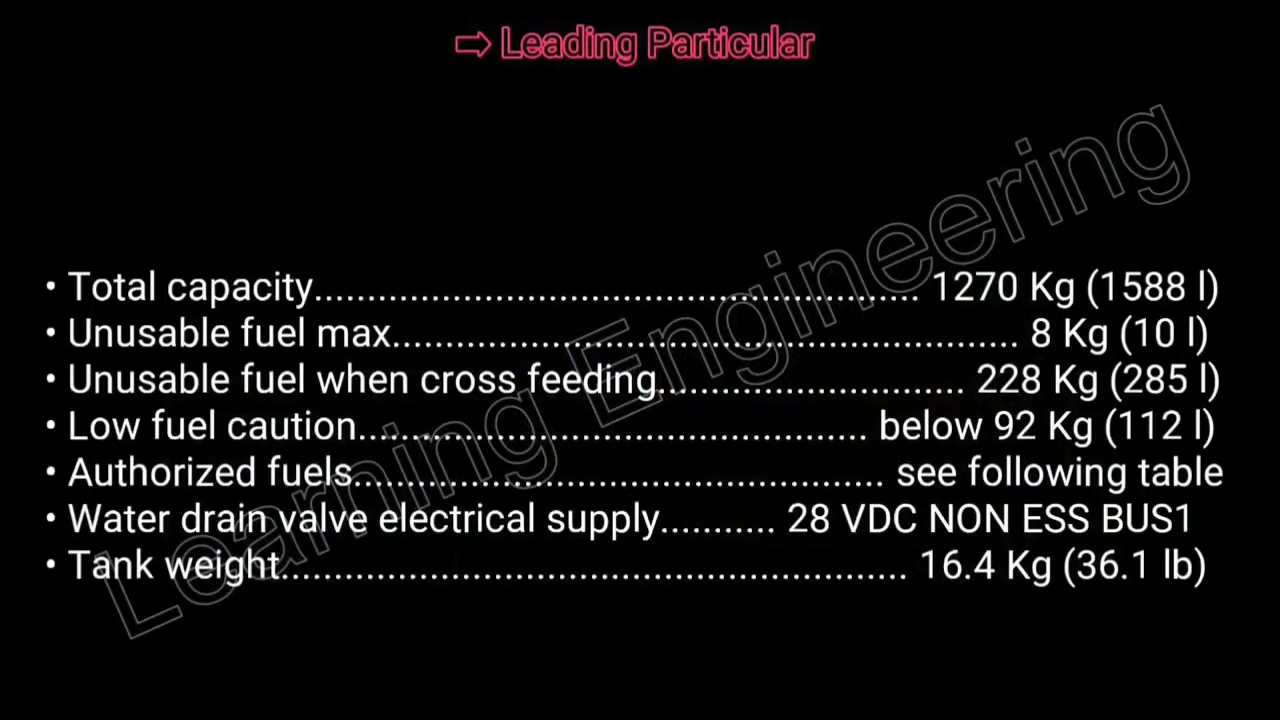 ⇨ Leading Particular
• Total capacity.......................................................... 1270 Kg (1588 l)
• Unusable fuel max............................................................ 8 Kg (10 l)
• Unusable fuel when cross feeding............................. 228 Kg (285 l)
• Low fuel caution................................................. below 92 Kg (112 l)
• Authorized fuels................................................... see following table
• Water drain valve electrical supply........... 28 VDC NON ESS BUS1
• Tank weight............................................................ 16.4 Kg (36.1 lb)
Learning Engineering